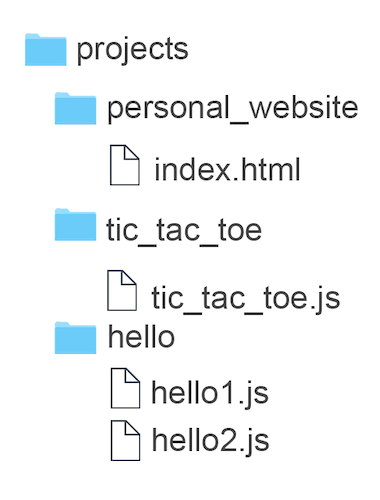 projects
personal_website
index.html
tic_tac_toe
tic_tac_toe.js
hello
hello1.js
hello2.js